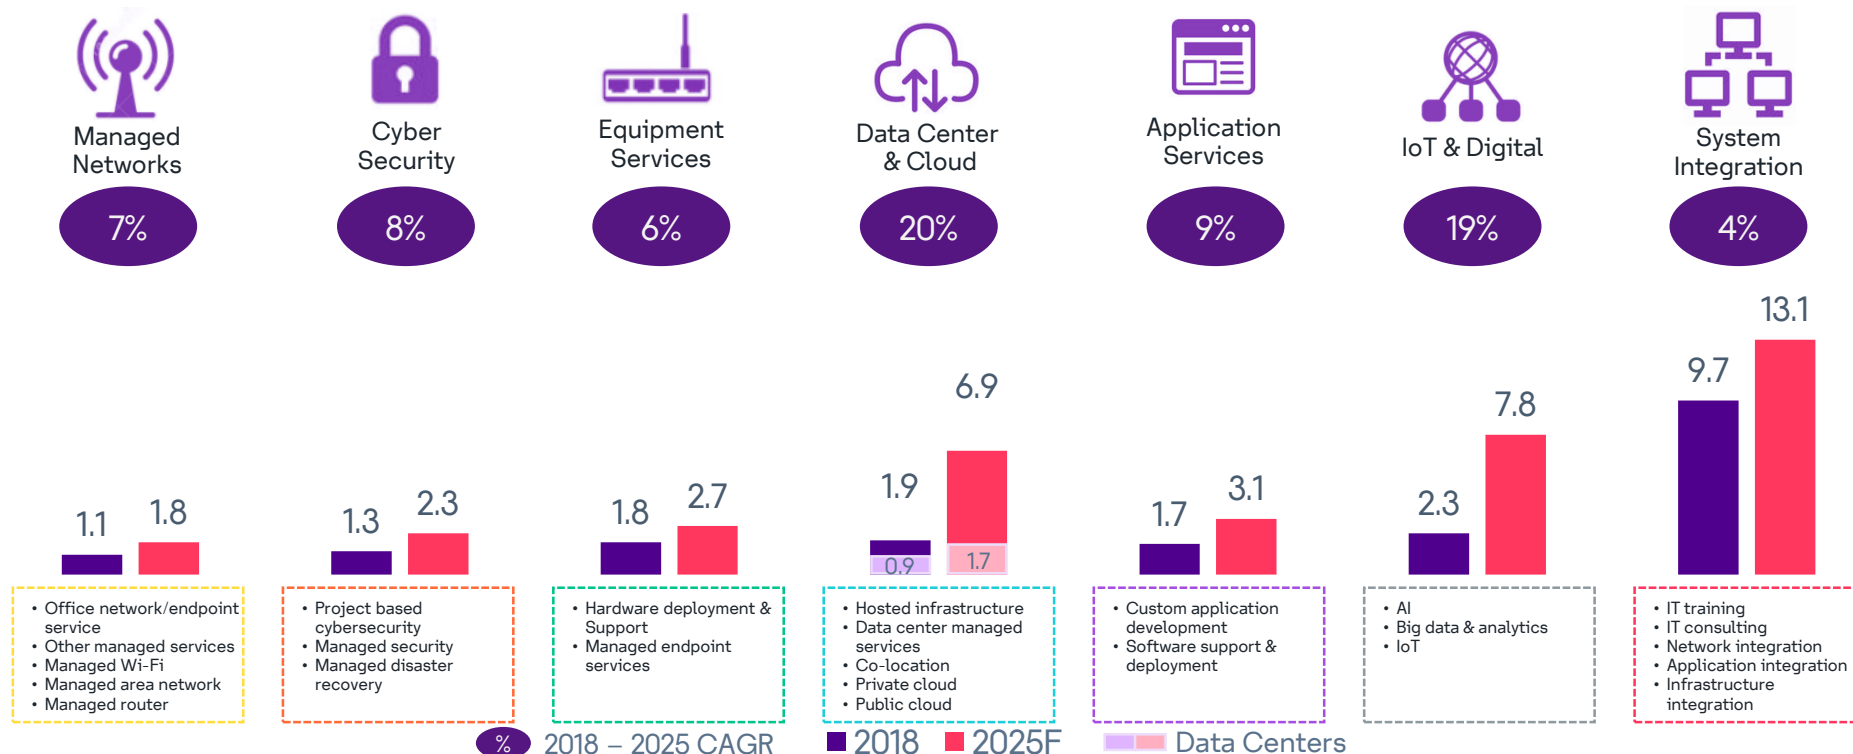 Managed
Networks
Cyber
Security
Equipment
Services
Data Center
& Cloud
Application
Services
IoT & Digital
System
Integration
7%
8%
6%
20%
9%
19%
4%
1.1
1.8
1.3
2.3
1.8
2.7
1.9
0.9
6.9
1.7
1.7
3.1
2.3
7.8
9.7
13.1
• Office network/endpoint
service
• Other managed services
• Managed Wi-Fi
• Managed area network
• Managed router
• Project based
cybersecurity
• Managed security
• Managed disaster
recovery
• Hardware deployment &
Support
• Managed endpoint
services
• Hosted infrastructure
• Data center managed
services
• Co-location
• Private cloud
• Public cloud
• Custom application
development
• Software support &
deployment
• AI
• Big data & analytics
• IoT
• IT training
• IT consulting
• Network integration
• Application integration
• Infrastructure
integration
% 2018 – 2025 CAGR
2018
2025F
Data Centers